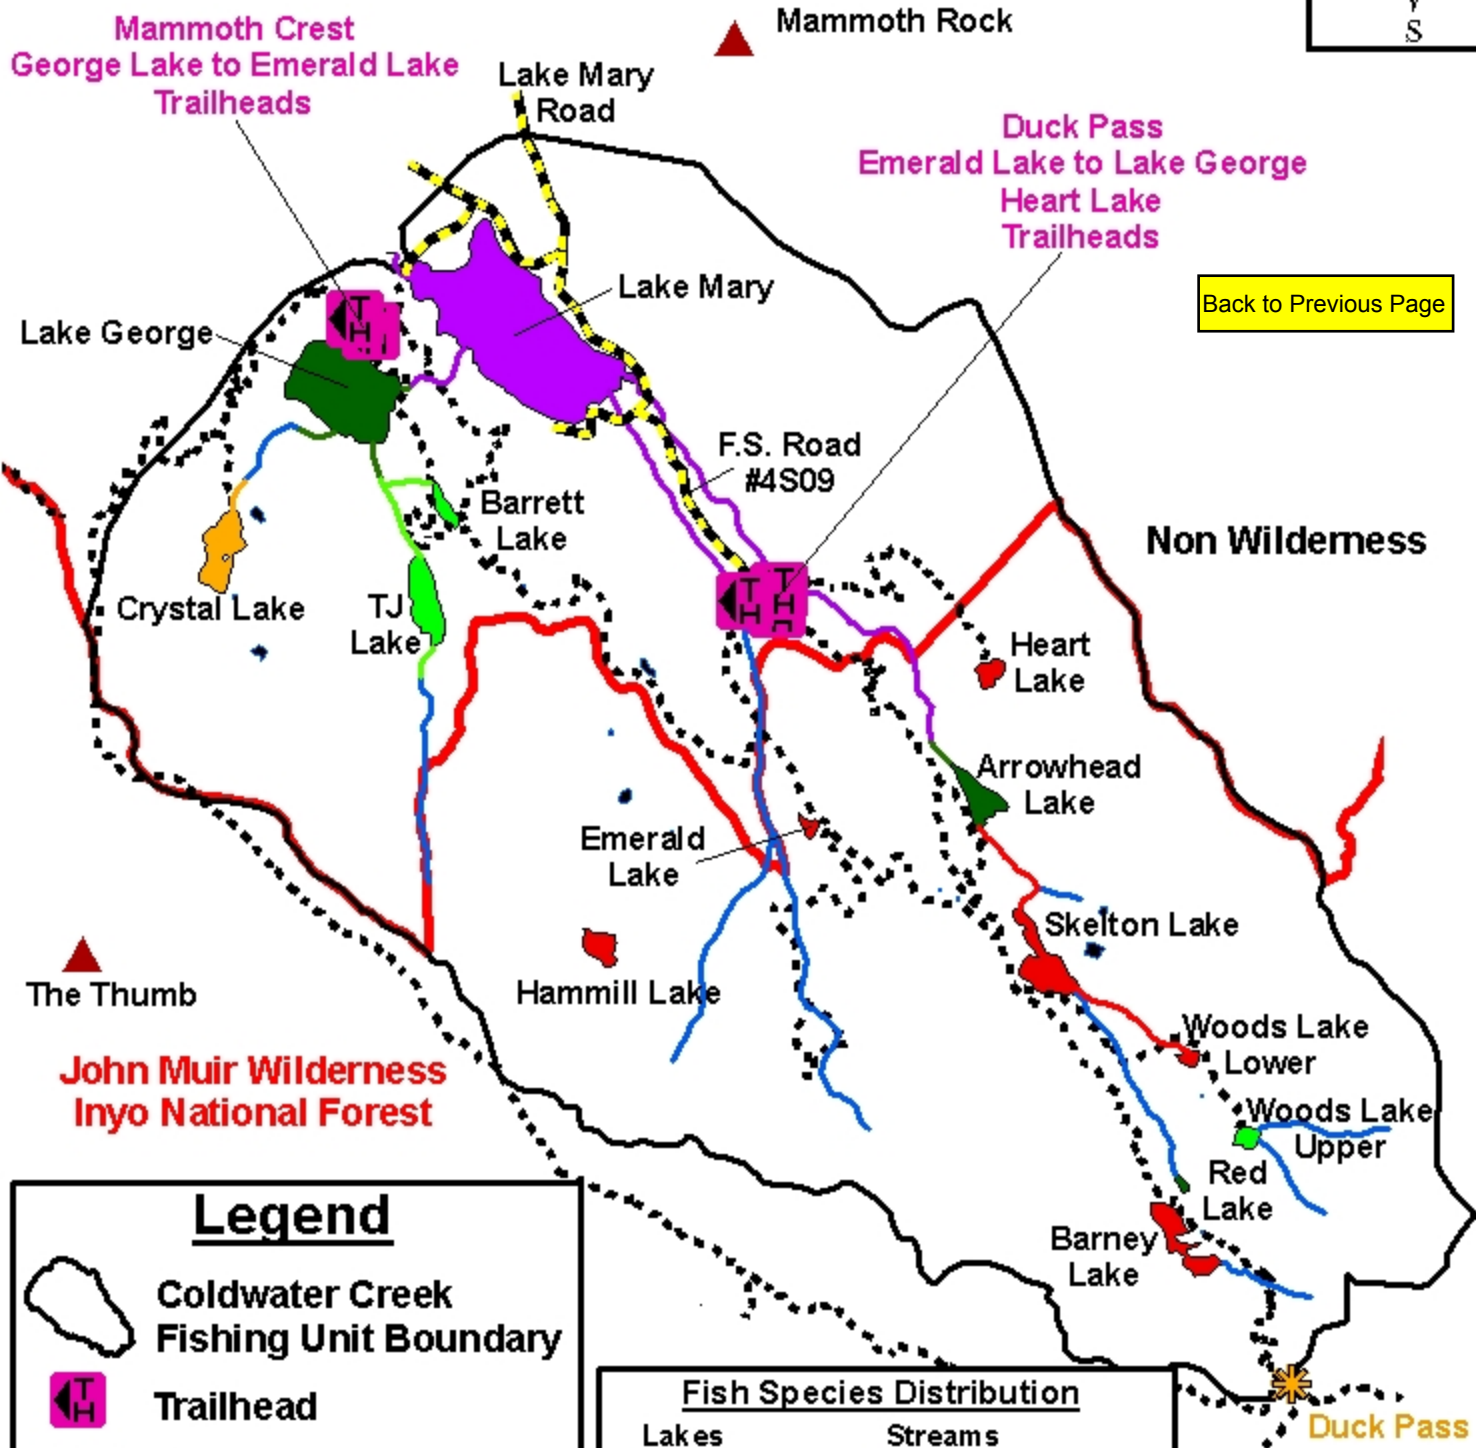 Mammoth Crest
George Lake to Emerald Lake
Trailheads
Mammoth Rock
S
Lake Mary
Road
Duck Pass
Emerald Lake to Lake George
Heart Lake
Trailheads
Back to Previous Page
Lake Mary
T
H
Lake George
F.S. Road
#4S09
Barrett
Lake
Non Wilderness
Crystal Lake
TJ
Lake
T
H
T
H
Heart
Lake
Arrowhead
Lake
Emerald
Lake
Skelton Lake
Hammill Lake
The Thumb
Woods Lake
Lower
John Muir Wilderness
Inyo National Forest
Woods Lake
Upper
Red
Lake
Barney
Lake
Legend
Coldwater Creek
Fishing Unit Boundary
T
H
Trailhead
Fish Species Distribution
Lakes Streams
Duck Pass